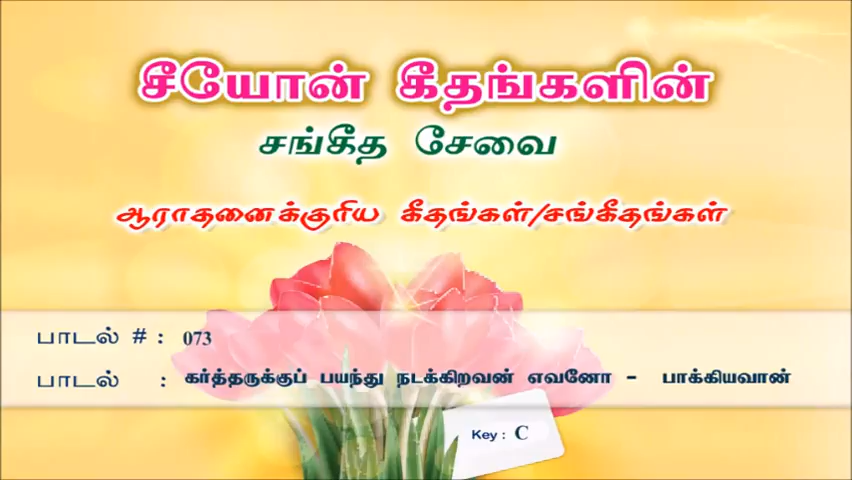 சீயோன் கீதங்களின்
சங்கீத சேவை
ஆராதனைக்குரிய கீதங்கள்/சங்கீதங்கள்
பாடல் # : 073
பாடல் : கர்த்தருக்குப் பயந்து நடக்கிறவன் எவனோ - பாக்கியவான்
Key : C